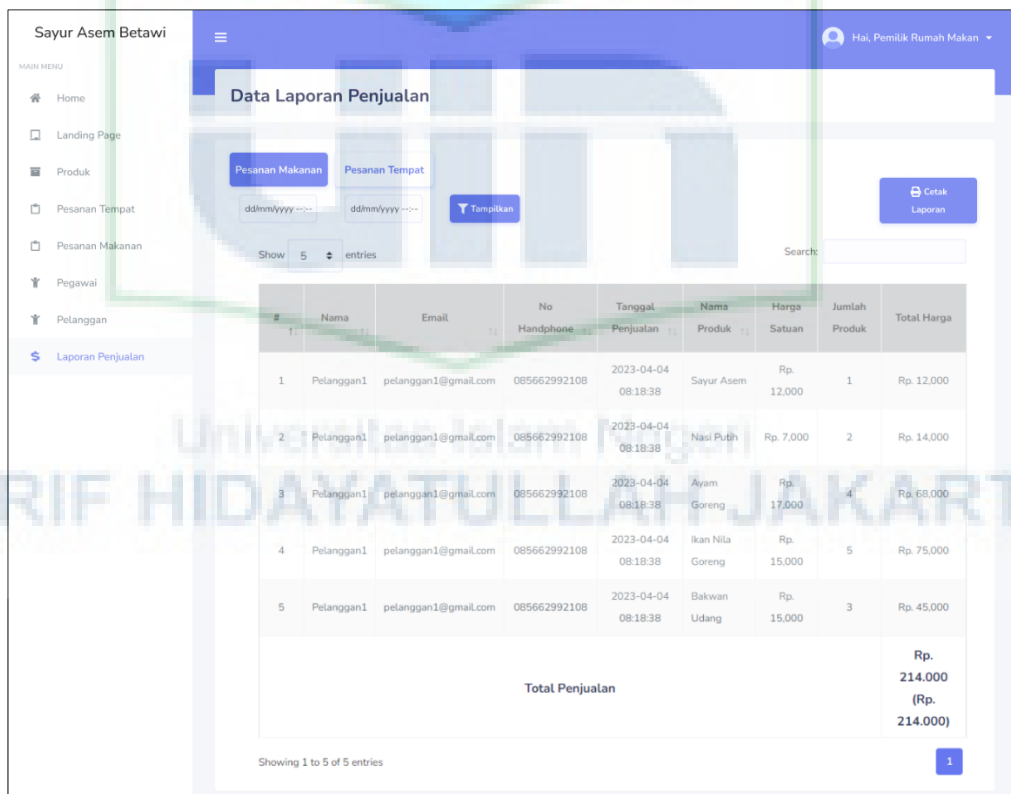 Sayur Asem Betawi
Hai, Pemilik Rumah Makan
MAIN MENU
Home
Landing Page
Produk
Pesanan Tempat
Pesanan Makanan
Pegawai
Pelanggan
Laporan Penjualan
Data Laporan Penjualan
Pesanan Makanan Pesanan Tempat
dd/mm/yyyy --:-- dd/mm/yyyy --:-- Tampilkan
Cetak
Laporan
Show 5 entries
Search:
# Nama Email No Handphone Tanggal Penjualan Nama Produk Harga Satuan Jumlah Produk Total Harga
1 Pelanggan1 pelanggan1@gmail.com 085662992108 2023-04-04 08:18:38 Sayur Asem Rp. 12,000 1 Rp. 12,000
2 Pelanggan1 pelanggan1@gmail.com 085662992108 2023-04-04 08:18:38 Nasi Putih Rp. 7,000 2 Rp. 14,000
3 Pelanggan1 pelanggan1@gmail.com 085662992108 2023-04-04 08:18:38 Ayam Goreng Rp. 17,000 4 Rp. 68,000
4 Pelanggan1 pelanggan1@gmail.com 085662992108 2023-04-04 08:18:38 Ikan Nila Goreng Rp. 15,000 5 Rp. 75,000
5 Pelanggan1 pelanggan1@gmail.com 085662992108 2023-04-04 08:18:38 Bakwan Udang Rp. 15,000 3 Rp. 45,000
Total Penjualan
Rp.
214.000
(Rp.
214.000)
Showing 1 to 5 of 5 entries
1
uin
Universitas Islam Negeri
RIF HIDAYATULLAH JAKART